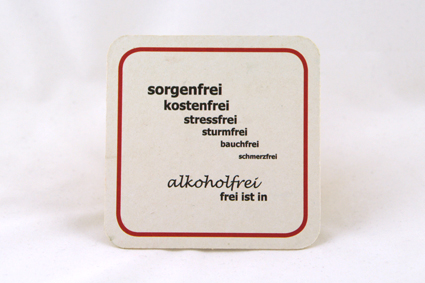 sorgenfrei
kostenfrei
stressfrei
sturmfrei
bauchfrei
schmerzfrei
alkoholfrei
frei ist in